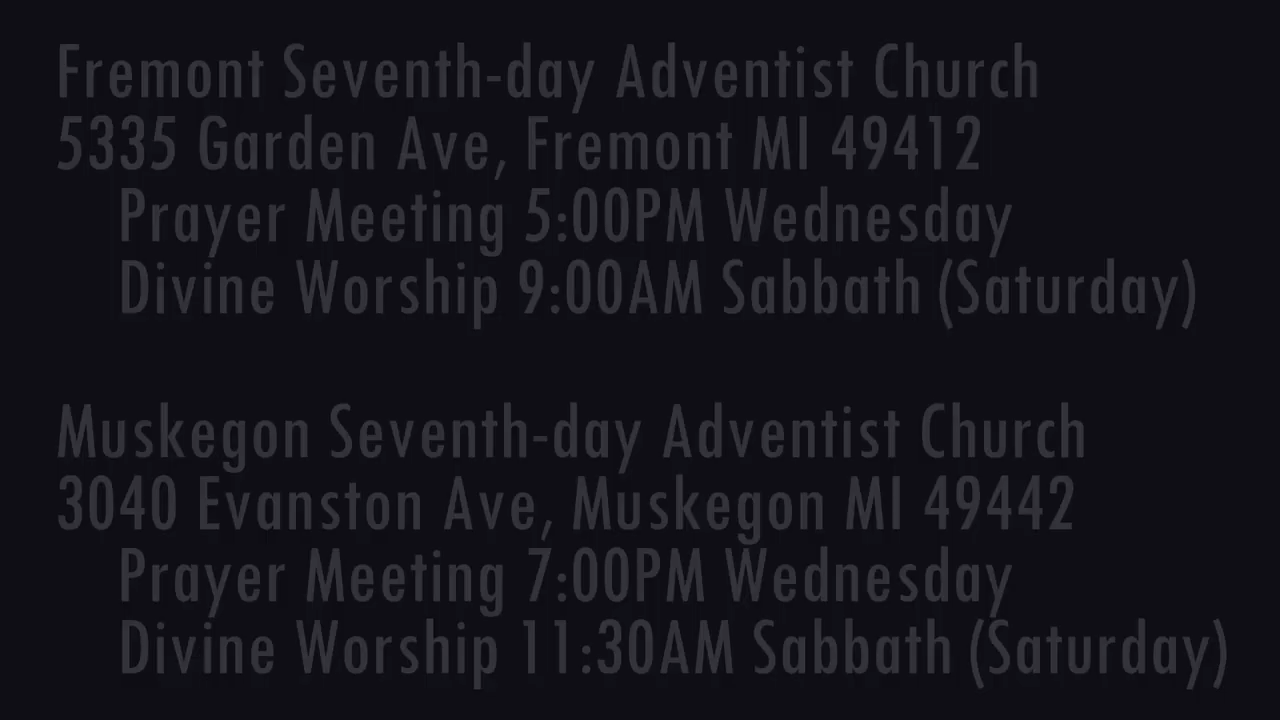 Fremont Seventh-day Adventist Church
5335 Garden Ave, Fremont MI 49412
Prayer Meeting 5:00PM Wednesday
Divine Worship 9:00AM Sabbath (Saturday)
Muskegon Seventh-day Adventist Church
3040 Evanston Ave, Muskegon MI 49442
Prayer Meeting 7:00PM Wednesday
Divine Worship 11:30AM Sabbath (Saturday)